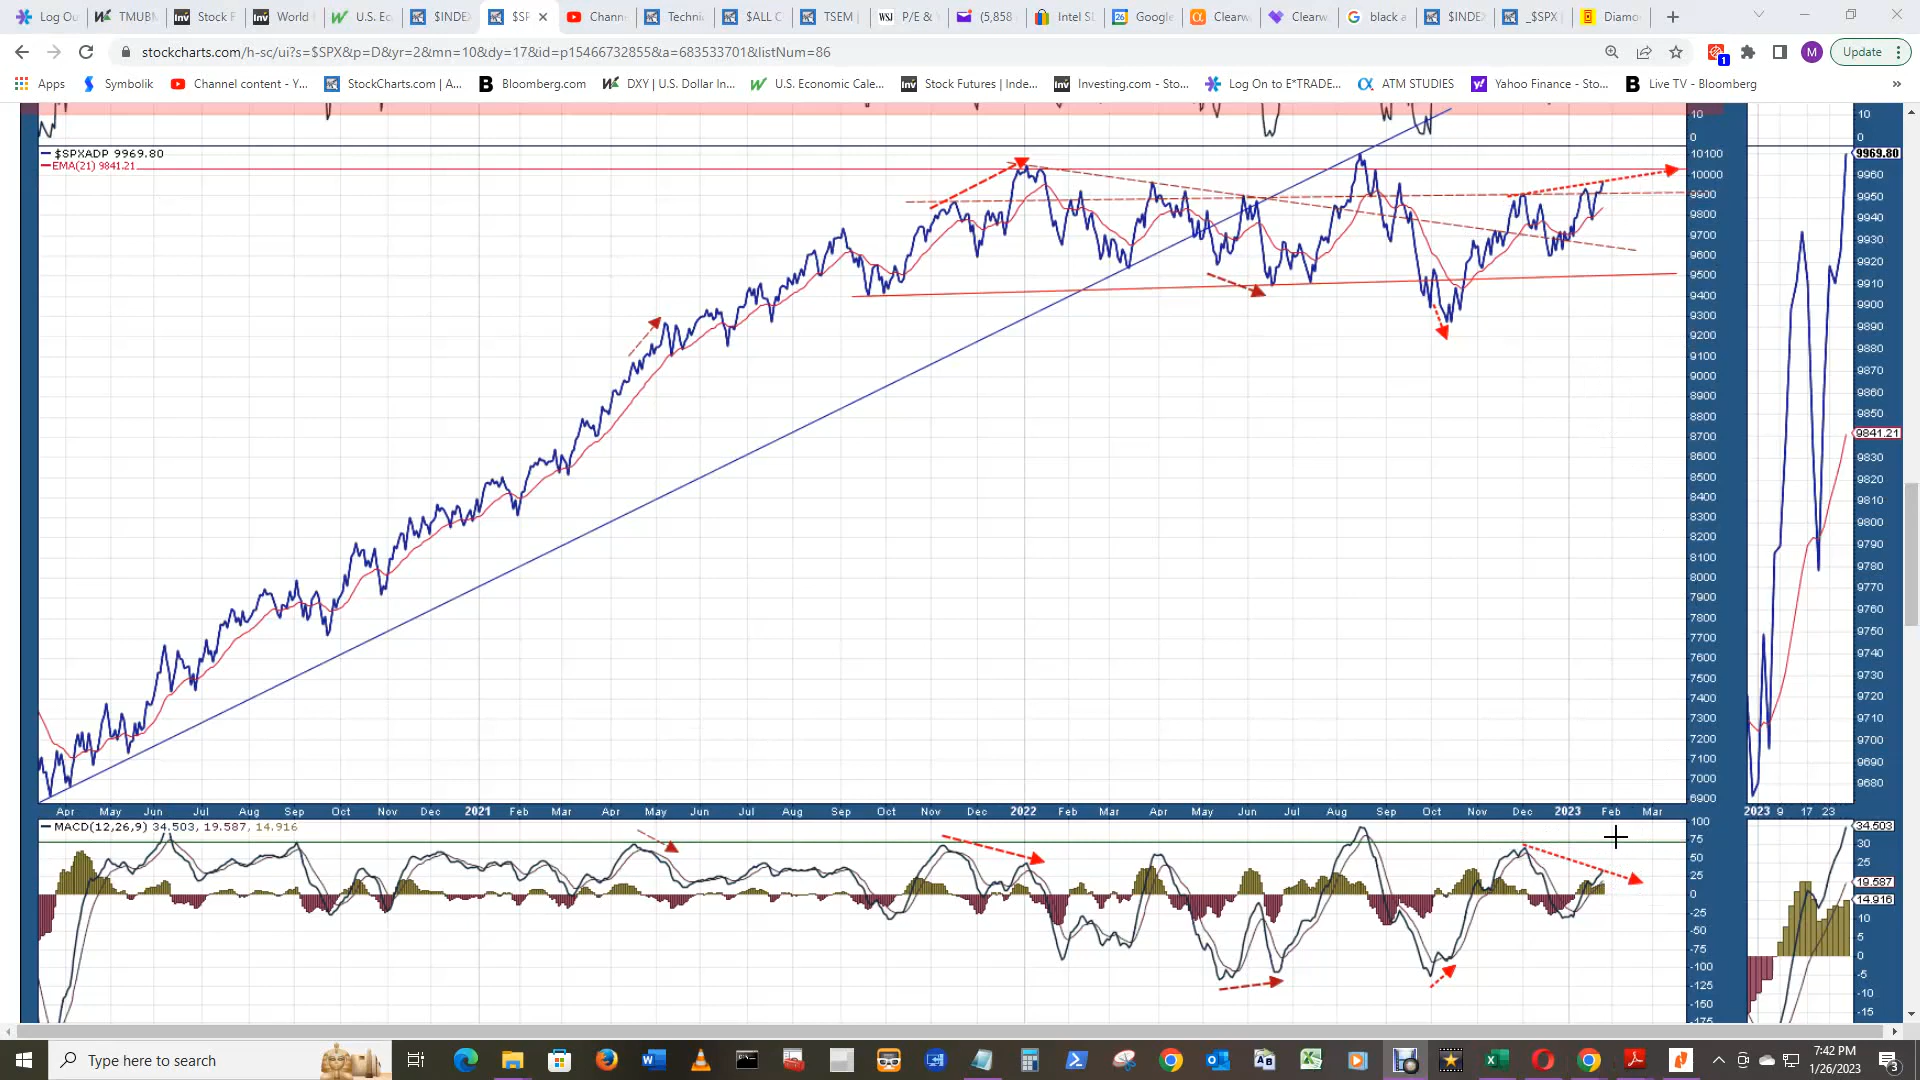 Log Ou
TMUBM
Stock F
World
U.S. Ec
$INDE
$SP
Chann
Techni
$ALL C
TSEM
P/E &
(5,858
Intel Sl
Google
Clearw
Clearw
black a
$INDE
_$SPX
Diamo
stockcharts.com/h-sc/ui?s=$SPX&p=D&yr=2&mn=10&dy=17&id=p15466732855&a=683533701&listNum=86
M
Update
Apps
Symbolik
Channel content - Y...
StockCharts.com | A...
Bloomberg.com
DXY | U.S. Dollar In...
U.S. Economic Cale...
Stock Futures | Inde...
Investing.com - Sto...
Log On to E*TRADE...
ATM STUDIES
Yahoo Finance - Sto...
Live TV - Bloomberg
»
10
0
$SPXADP 9969.80
EMA(21) 9841.21
10100
10000
9900
9800
9700
9600
9500
9400
9300
9200
9100
9000
8900
8800
8700
8600
8500
8400
8300
8200
8100
8000
7900
7800
7700
7600
7500
7400
7300
7200
7100
7000
6900
10
0
9969.80
9960
9950
9940
9930
9920
9910
9900
9890
9880
9870
9860
9850
9841.21
9830
9820
9810
9800
9790
9780
9770
9760
9750
9740
9730
9720
9710
9700
9690
9680
Apr May Jun Jul Aug Sep Oct Nov Dec 2021 Feb Mar Apr May Jun Jul Aug Sep Oct Nov Dec 2022 Feb Mar Apr May Jun Jul Aug Sep Oct Nov Dec 2023 Feb Mar
2023 9 17 23
MACD(12,26,9) 34.503, 19.587, 14.916
100
75
50
25
0
-25
-50
-75
-100
-125
-150
-175
34.503
30
25
19.587
14.916
10
5
0
-5
-10
-15
Type here to search
7:42 PM
1/26/2023
3